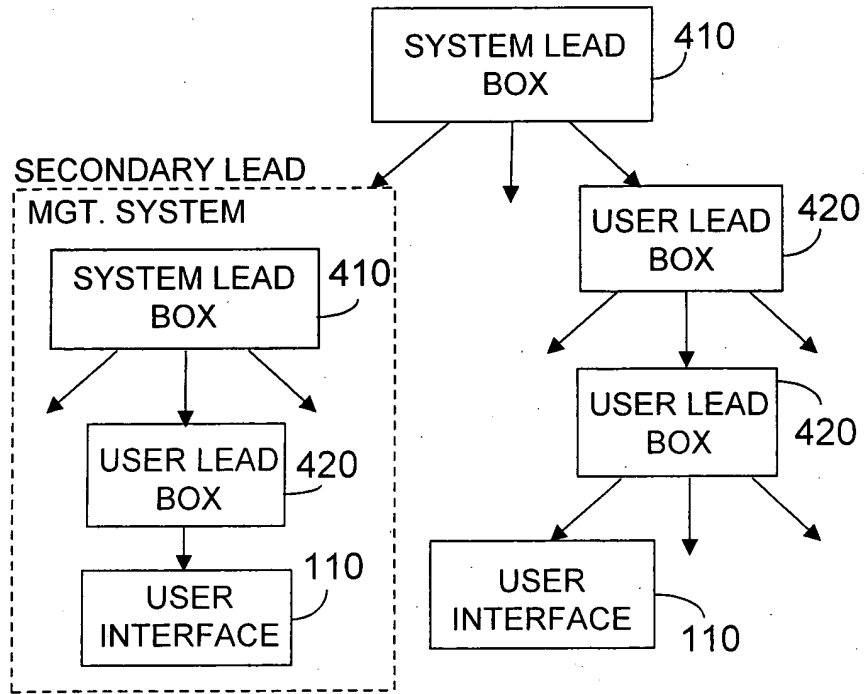 SYSTEM LEAD
BOX
410
SECONDARY LEAD
MGT. SYSTEM
SYSTEM LEAD
BOX
410
USER LEAD
BOX
420
USER
INTERFACE
110
USER LEAD
BOX
420
USER LEAD
BOX
420
USER
INTERFACE
110